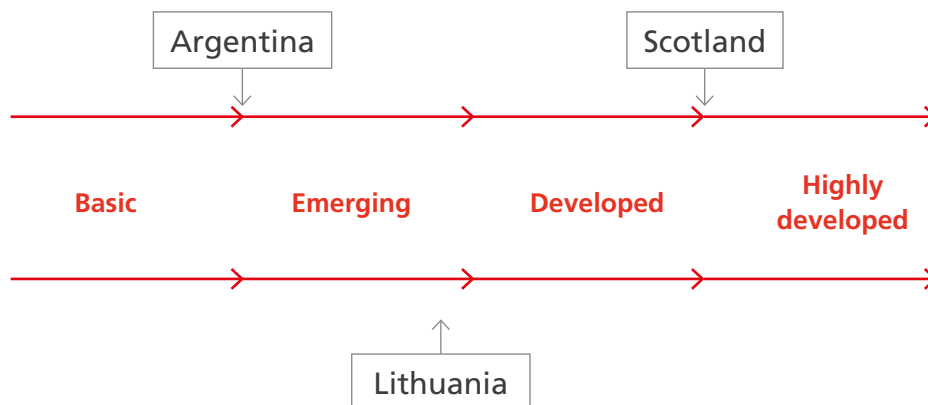 Argentina
Scotland
Basic
Emerging
Developed
Highly
developed
Lithuania